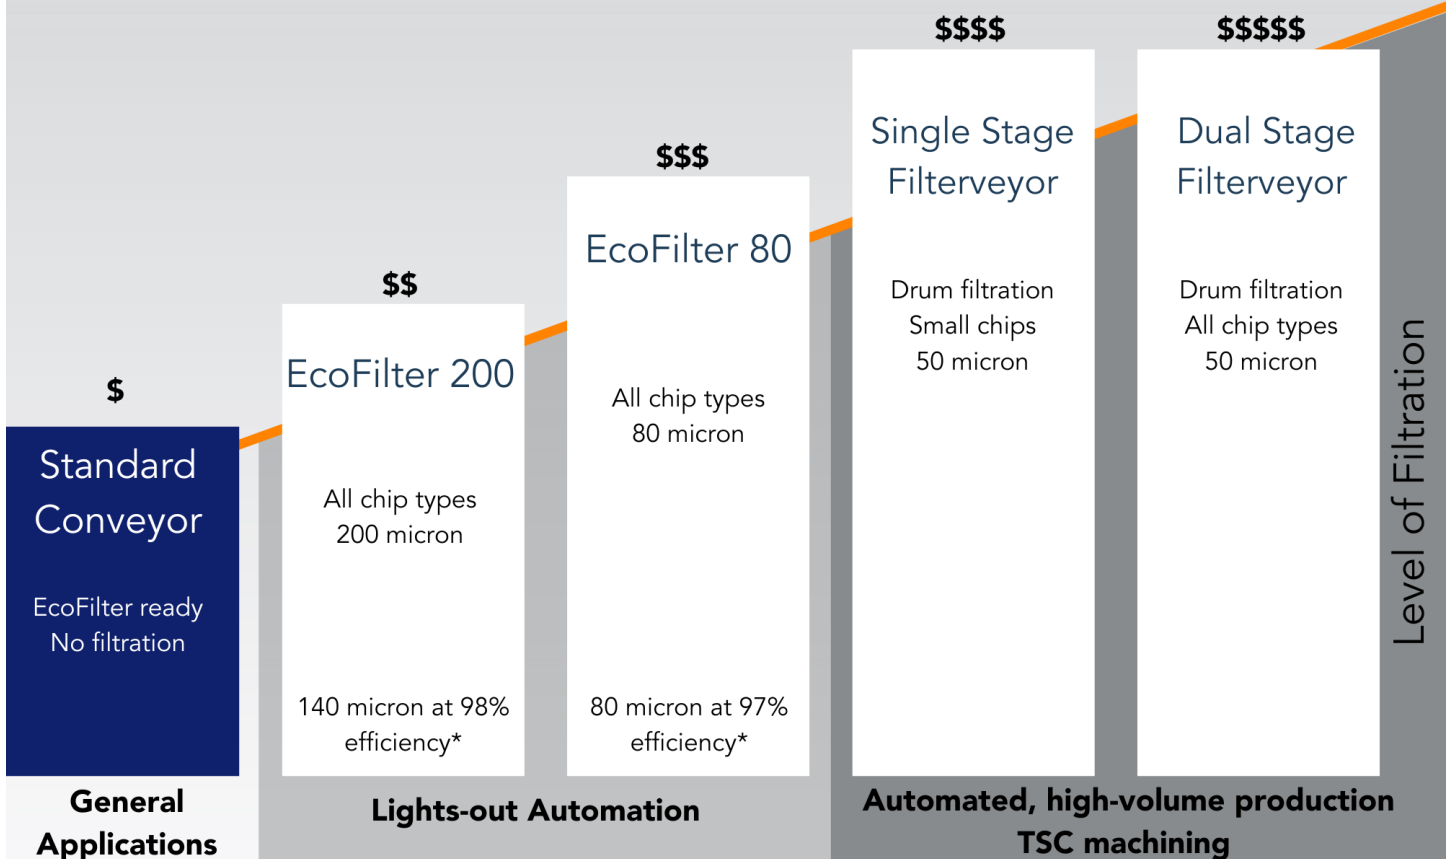 $
Standard
Conveyor
EcoFilter ready
No filtration
General
Applications
$$
EcoFilter 200
All chip types
200 micron
140 micron at 98%
efficiency*
$$$
EcoFilter 80
All chip types
80 micron
80 micron at 97%
efficiency*
Lights-out Automation
$$$$
Single Stage
Filterveyor
Drum filtration
Small chips
50 micron
$$$$$
Dual Stage
Filterveyor
Drum filtration
All chip types
50 micron
Automated, high-volume production
TSC machining
Level of Filtration